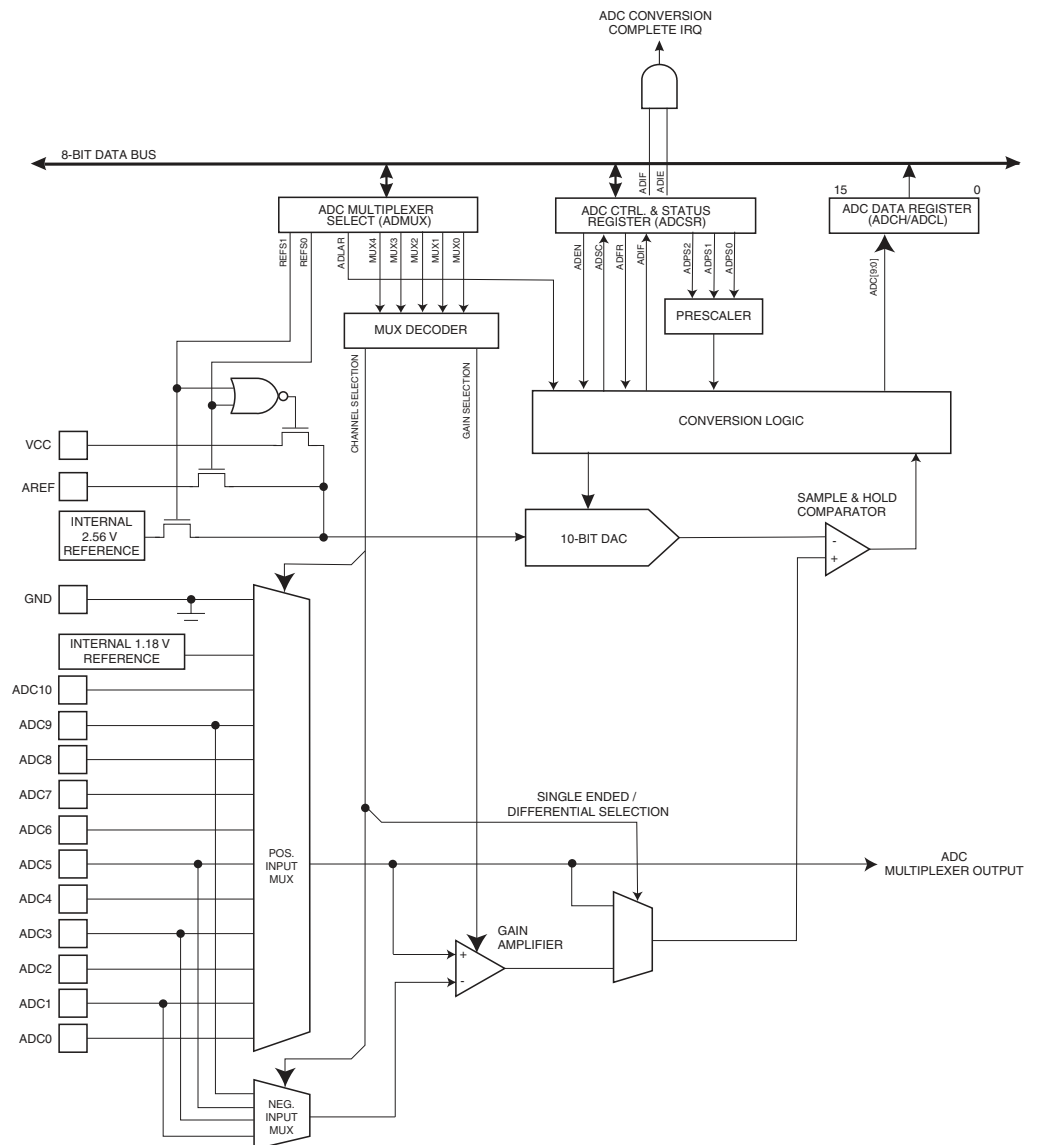 ADC CONVERSION
COMPLETE IRQ
8-BIT DATA BUS
ADIF
ADIE
15
0
ADC MULTIPLEXER
SELECT (ADMUX)
ADC CTRL. & STATUS
REGISTER (ADCSR)
ADC DATA REGISTER
(ADCH/ADCL)
REFS1
REFS0
ADLAR
MUX4
MUX3
MUX2
MUX1
MUX0
ADEN
ADSC
ADFR
ADIF
ADPS2
ADPS1
ADPS0
ADC[9:0]
MUX DECODER
PRESCALER
CHANNEL SELECTION
GAIN SELECTION
CONVERSION LOGIC
VCC
AREF
INTERNAL
2.56 V
REFERENCE
10-BIT DAC
SAMPLE & HOLD
COMPARATOR
-
+
GND
INTERNAL 1.18 V
REFERENCE
ADC10
ADC9
ADC8
ADC7
ADC6
ADC5
ADC4
ADC3
ADC2
ADC1
ADC0
POS.
INPUT
MUX
SINGLE ENDED /
DIFFERENTIAL SELECTION
ADC
MULTIPLEXER OUTPUT
GAIN
AMPLIFIER
+
-
NEG.
INPUT
MUX